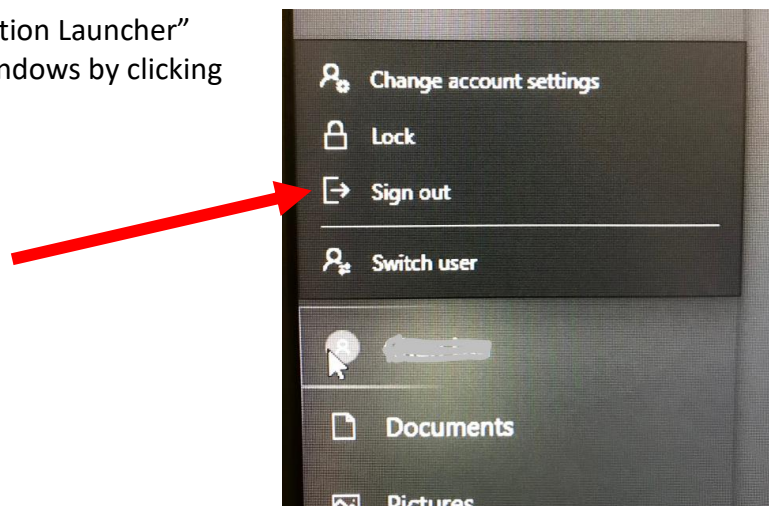 tion Launcher”
ndows by clicking
Change account settings
Lock
Sign out
Switch user
Documents
Pictures